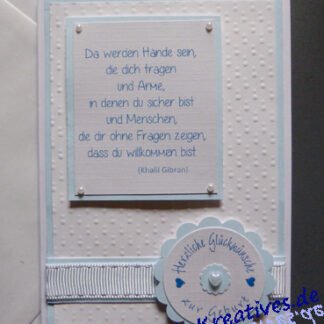 Da werden Hände sein,
die dich tragen
und Arme,
in denen du sicher bist
und Menschen,
die dir ohne Fragen zeigen,
dass du willkommen bist
(Khalil Gibran)
Herzliche Glückwünsche
zur Geburt
Kreatives.de